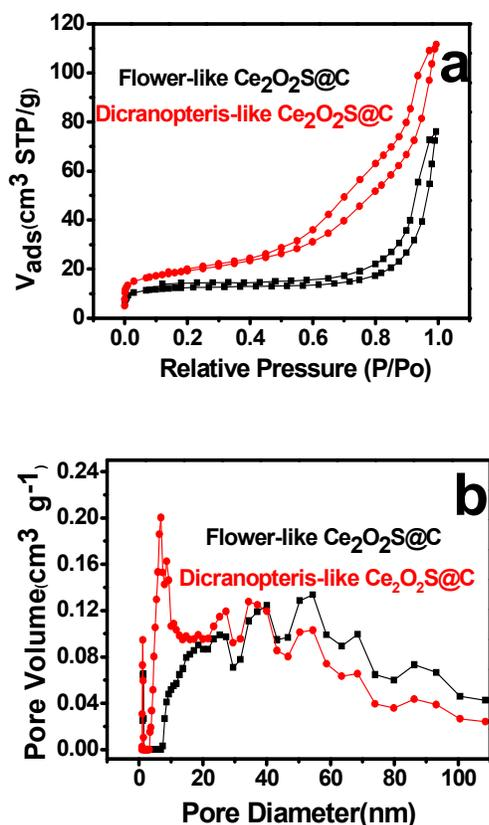 120
100
80
60
40
20
0
a
Flower-like Ce2O2S@C
Dicranopteris-like Ce2O2S@C
Vads(cm3 STP/g)
0.0 0.2 0.4 0.6 0.8 1.0
Relative Pressure (P/Po)
0.24
0.20
0.16
0.12
0.08
0.04
0.00
b
Flower-like Ce2O2S@C
Dicranopteris-like Ce2O2S@C
Pore Volume(cm3 g-1)
0 20 40 60 80 100
Pore Diameter(nm)